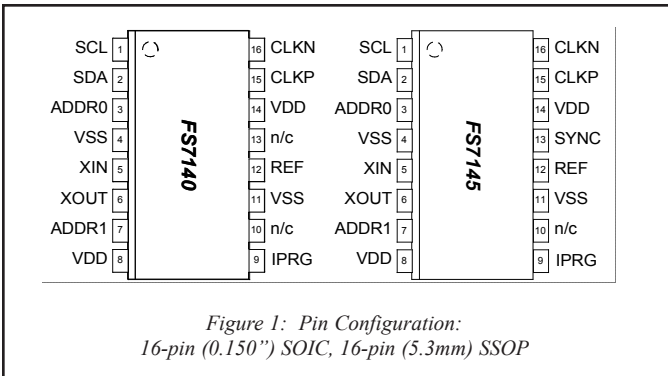 SCL 1 16 CLKN SCL 1 16 CLKN
SDA 2 15 CLKP SDA 2 15 CLKP
ADDR0 3 14 VDD ADDR0 3 14 VDD
VSS 4 13 n/c VSS 4 13 SYNC
XIN 5 12 REF XIN 5 12 REF
XOUT 6 11 VSS XOUT 6 11 VSS
ADDR1 7 10 n/c ADDR1 7 10 n/c
VDD 8 9 IPRG VDD 8 9 IPRG
FS7140
FS7145
Figure 1: Pin Configuration:
16-pin (0.150”) SOIC, 16-pin (5.3mm) SSOP